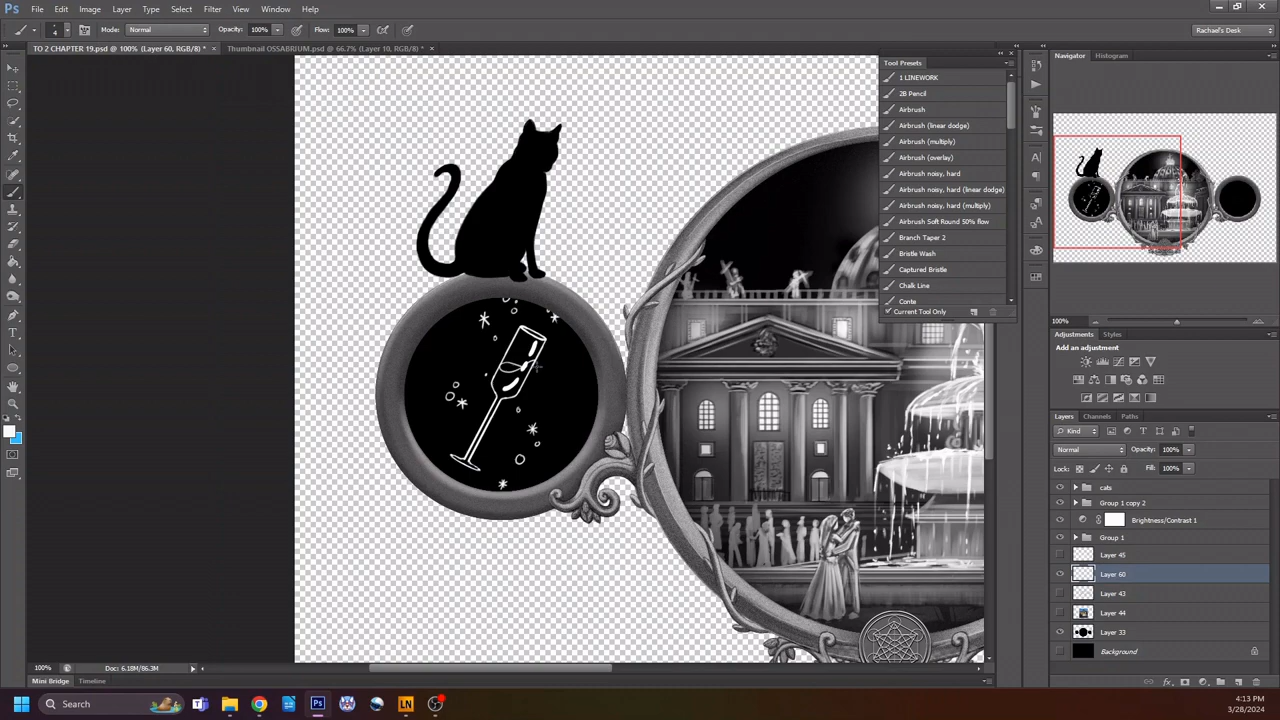 Ps File Edit Image Layer Type Select Filter View Window Help
4 Mode: Normal Opacity: 100% Flow: 100% Rachael's Desk
TO 2 CHAPTER 19.psd @ 100% (Layer 60, RGB/8) * × Thumbnail OSSABRIUM.psd @ 66.7% (Layer 10, RGB/8) * ×
Tool Presets
1 LINEWORK
2B Pencil
Airbrush
Airbrush (linear dodge)
Airbrush (multiply)
Airbrush (overlay)
Airbrush noisy, hard
Airbrush noisy, hard (linear dodge)
Airbrush noisy, hard (multiply)
Airbrush Soft Round 50% flow
Branch Taper 2
Bristle Wash
Captured Bristle
Chalk Line
Conte
Current Tool Only
Navigator Histogram
100%
Adjustments Styles
Add an adjustment
Layers Channels Paths
Kind
Normal Opacity: 100%
Lock: Fill: 100%
cats
Group 1 copy 2
Brightness/Contrast 1
Group 1
Layer 45
Layer 60
Layer 43
Layer 44
Layer 33
Background
100% Doc: 6.18M/86.3M
Mini Bridge Timeline
Search Ps LN
4:13 PM
3/28/2024